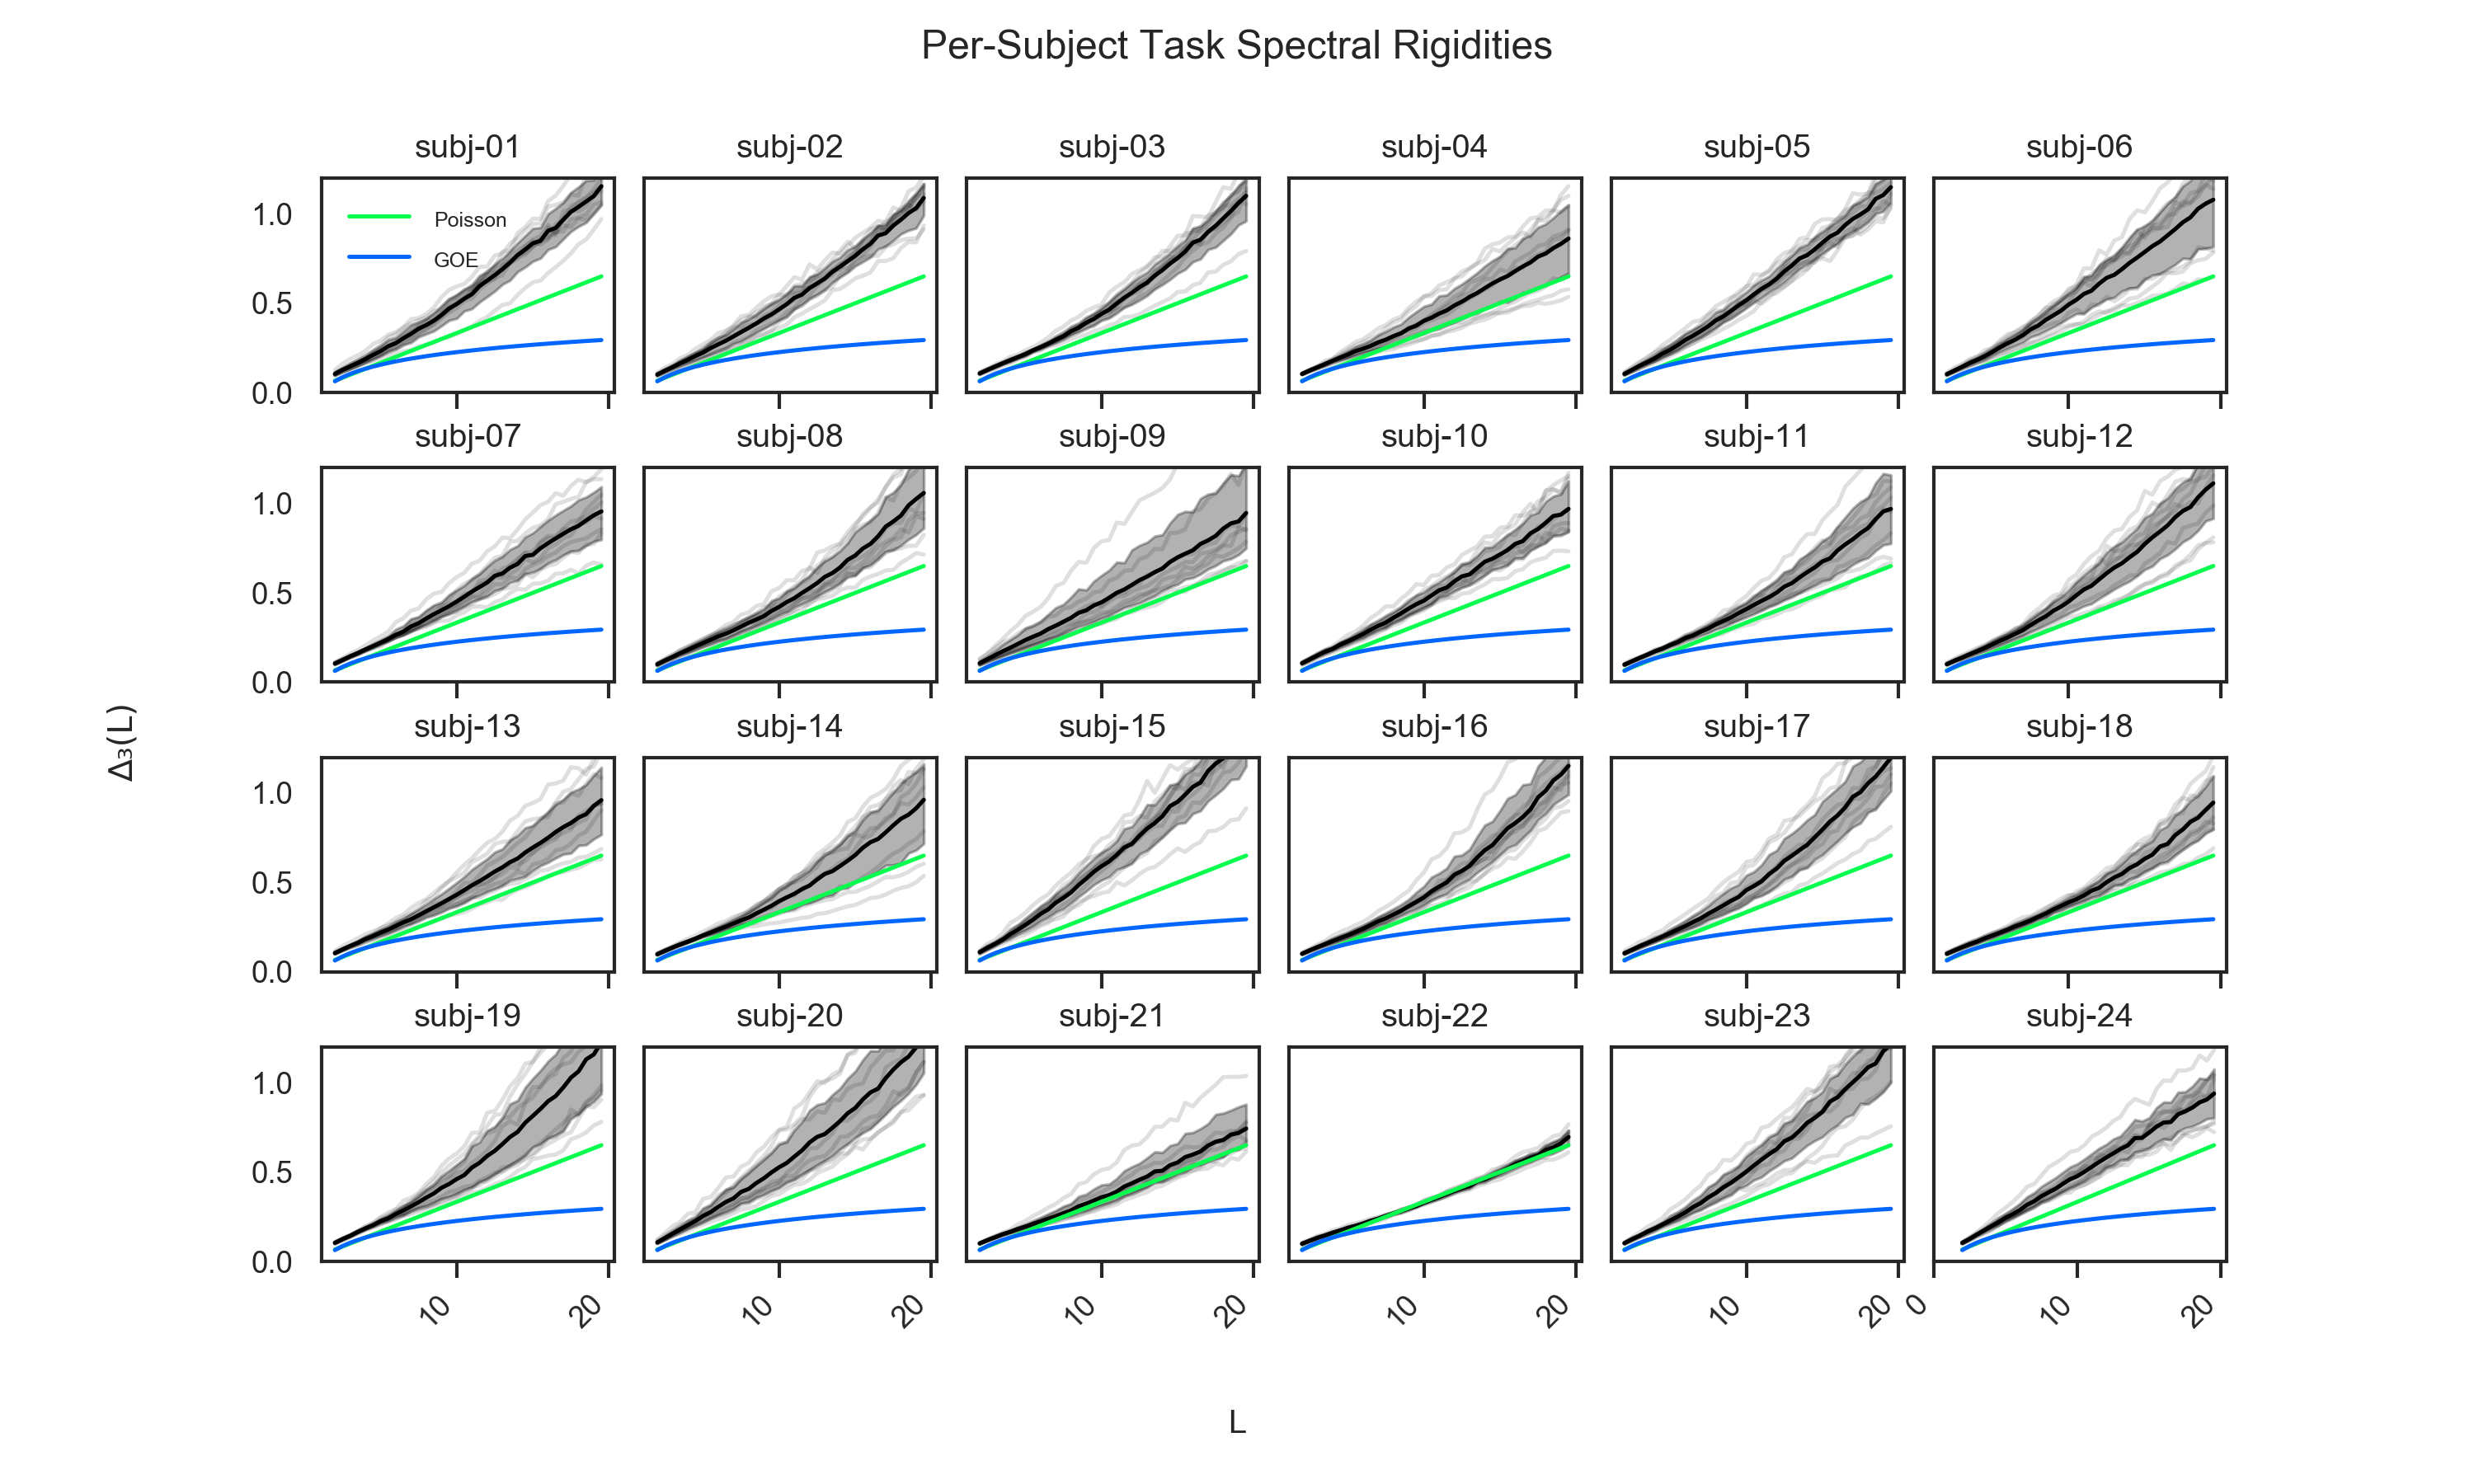 Per-Subject Task Spectral Rigidities
subj-01 subj-02 subj-03 subj-04 subj-05 subj-06
1.0
0.5
0.0
Poisson
GOE
subj-07 subj-08 subj-09 subj-10 subj-11 subj-12
1.0
0.5
0.0
Δ₃(L)
subj-13 subj-14 subj-15 subj-16 subj-17 subj-18
1.0
0.5
0.0
subj-19 subj-20 subj-21 subj-22 subj-23 subj-24
1.0
0.5
0.0
10 20 10 20 10 20 10 20 10 20 0 10 20
L